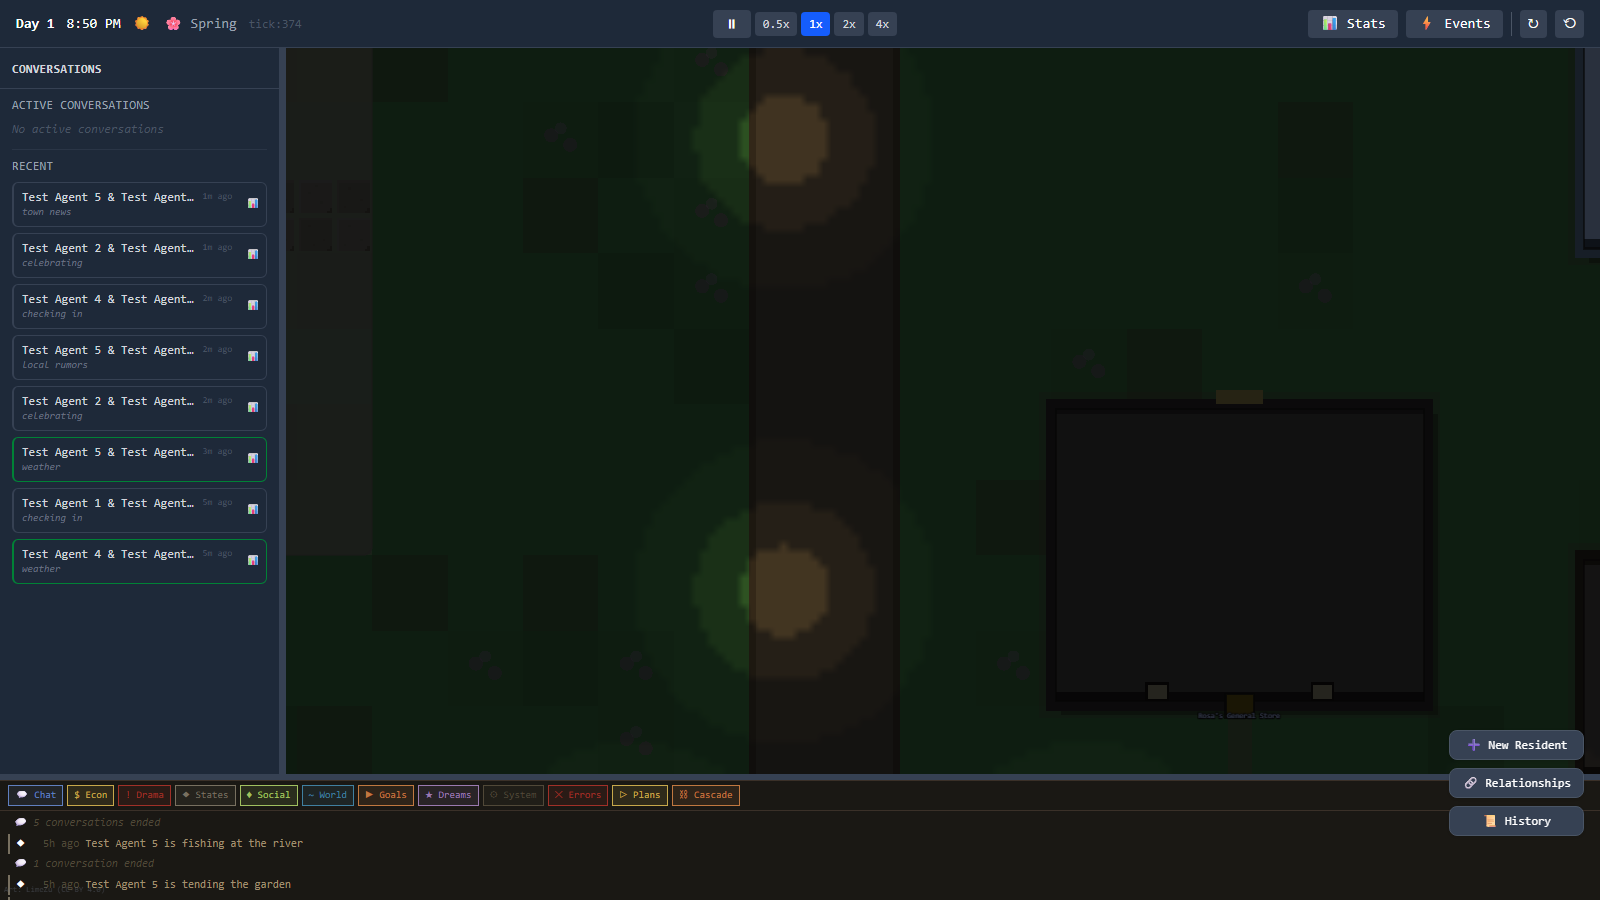 Day 1 8:50 PM Spring tick:374
0.5x 1x 2x 4x
Stats Events
CONVERSATIONS
ACTIVE CONVERSATIONS
No active conversations
RECENT
Test Agent 5 & Test Agent… 1m ago
town news
Test Agent 2 & Test Agent… 1m ago
celebrating
Test Agent 4 & Test Agent… 2m ago
checking in
Test Agent 5 & Test Agent… 2m ago
local rumors
Test Agent 2 & Test Agent… 2m ago
celebrating
Test Agent 5 & Test Agent… 3m ago
weather
Test Agent 1 & Test Agent… 5m ago
checking in
Test Agent 4 & Test Agent… 5m ago
weather
Rosa's General Store
New Resident
Relationships
History
Chat $ Econ ! Drama States Social ~ World Goals Dreams System Errors Plans Cascade
5 conversations ended
5h ago Test Agent 5 is fishing at the river
1 conversation ended
5h ago Test Agent 5 is tending the garden